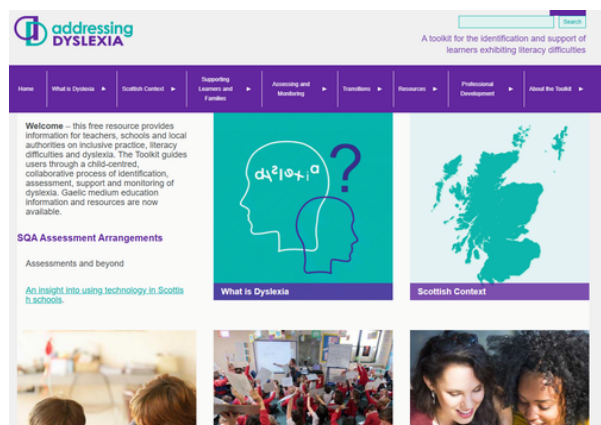 addressing
DYSLEXIA
Search
A toolkit for the identification and support of
learners exhibiting literacy difficulties
Home
What is Dyslexia
Scottish Context
Supporting
Learners and
Families
Assessing and
Monitoring
Transitions
Resources
Professional
Development
About the Toolkit
Welcome – this free resource provides
information for teachers, schools and local
authorities on inclusive practice, literacy
difficulties and dyslexia. The Toolkit guides
users through a child-centred,
collaborative process of identification,
assessment, support and monitoring of
dyslexia. Gaelic medium education
information and resources are now
available.
SQA Assessment Arrangements
Assessments and beyond
An insight into using technology in Scottis
h schools.
?
What is Dyslexia
Scottish Context